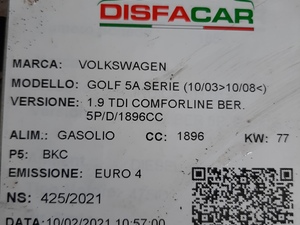 DISFACAR
MARCA: VOLKSWAGEN
MODELLO: GOLF 5A SERIE (10/03>10/08<)
VERSIONE: 1.9 TDI COMFORLINE BER.
5P/D/1896CC
ALIM.: GASOLIO CC: 1896 KW: 77
P5: BKC
EMISSIONE: EURO 4
NS: 425/2021
DATA: 10/02/2021 10:57:00